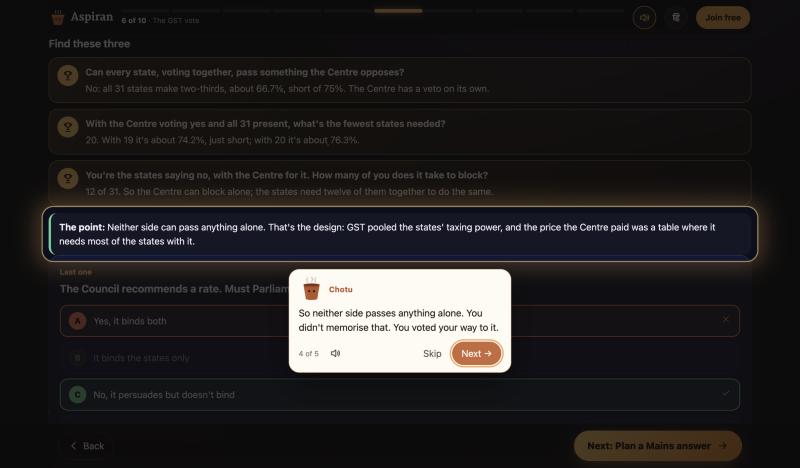 Aspiran
6 of 10 · The GST vote
हि
Join free
Find these three
Can every state, voting together, pass something the Centre opposes?
No: all 31 states make two-thirds, about 66.7%, short of 75%. The Centre has a veto on its own.
With the Centre voting yes and all 31 present, what's the fewest states needed?
20. With 19 it's about 74.2%, just short; with 20 it's about 76.3%.
You're the states saying no, with the Centre for it. How many of you does it take to block?
12 of 31. So the Centre can block alone; the states need twelve of them together to do the same.
The point: Neither side can pass anything alone. That's the design: GST pooled the states' taxing power, and the price the Centre paid was a table where it
needs most of the states with it.
Last one
The Council recommends a rate. Must Parliam
Chotu
So neither side passes anything alone. You
didn't memorise that. You voted your way to it.
4 of 5
Skip
Next →
A Yes, it binds both
B It binds the states only
C No, it persuades but doesn't bind
Back
Next: Plan a Mains answer →